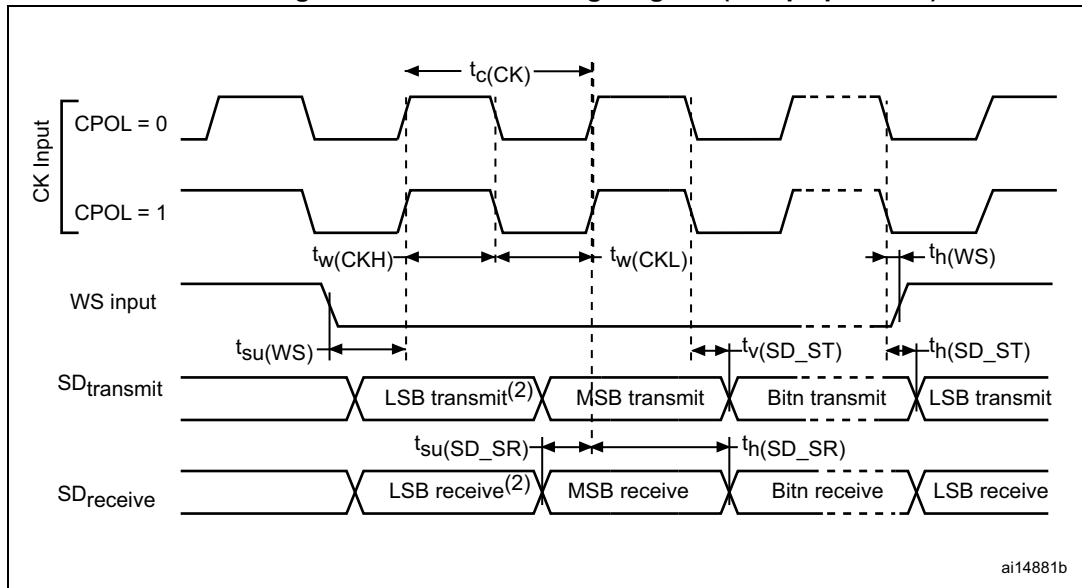 tc(CK)
CK Input
CPOL = 0
CPOL = 1
tw(CKH)
tw(CKL)
th(WS)
WS input
tsu(WS)
tv(SD_ST)
th(SD_ST)
SDtransmit
LSB transmit(2)
MSB transmit
Bitn transmit
LSB transmit
tsu(SD_SR)
th(SD_SR)
SDreceive
LSB receive(2)
MSB receive
Bitn receive
LSB receive
ai14881b